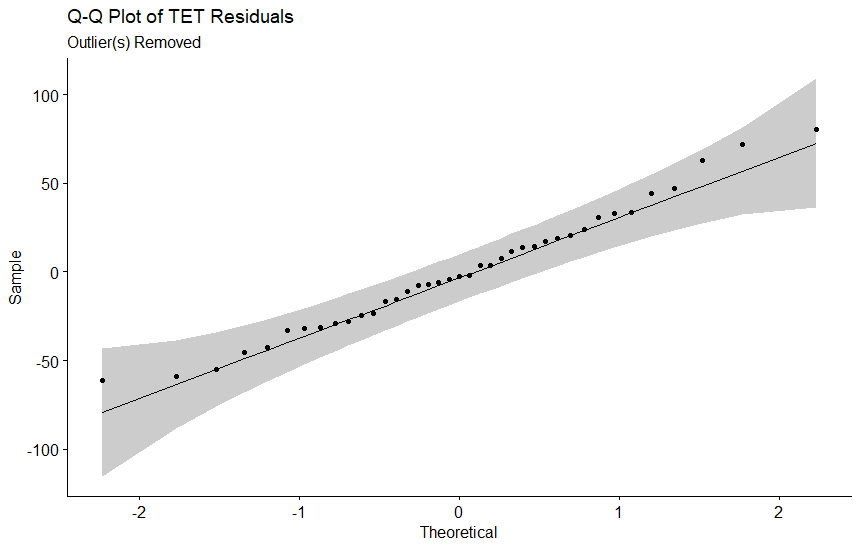 Q-Q Plot of TET Residuals
Outlier(s) Removed
100
50
0
-50
-100
Sample
-2 -1 0 1 2
Theoretical